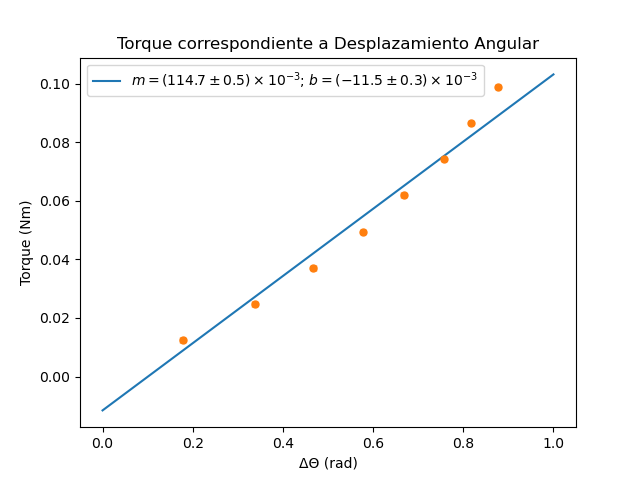 Torque correspondiente a Desplazamiento Angular
m = (114.7 ± 0.5) × 10⁻³; b = (−11.5 ± 0.3) × 10⁻³
Torque (Nm)
0.10
0.08
0.06
0.04
0.02
0.00
0.0 0.2 0.4 0.6 0.8 1.0
ΔΘ (rad)